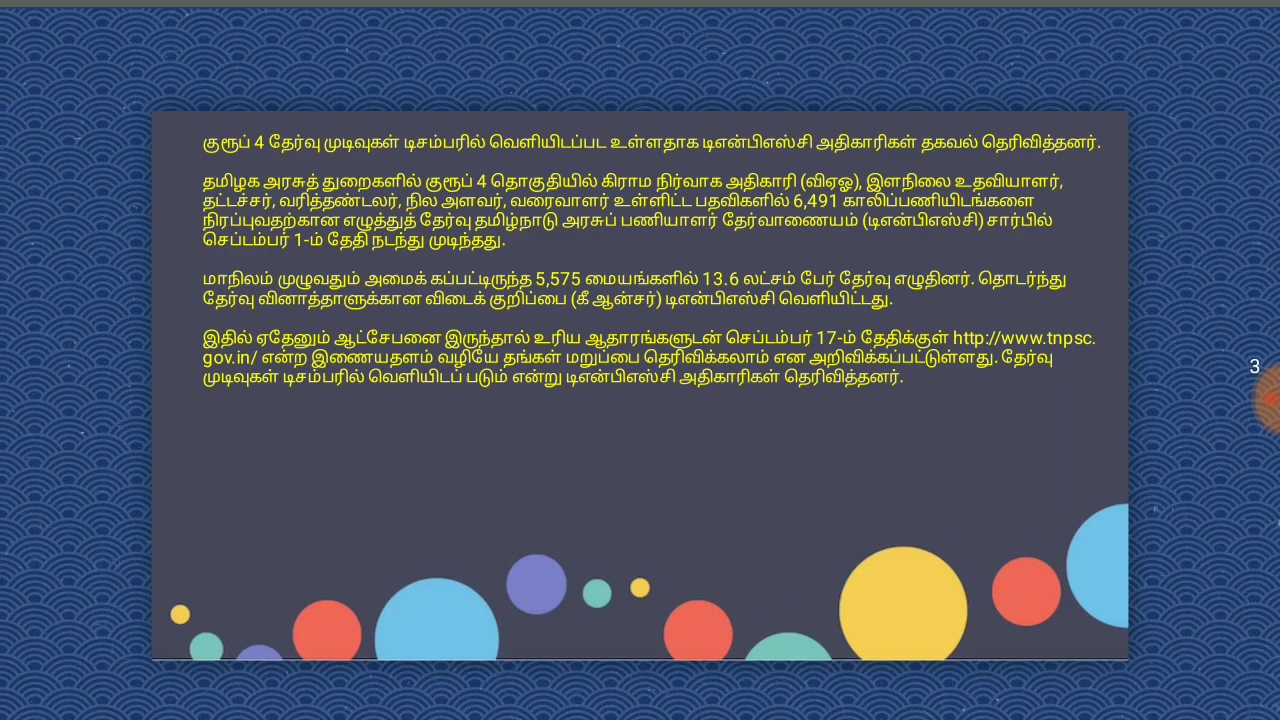 குரூப் 4 தேர்வு முடிவுகள் டிசம்பரில் வெளியிடப்பட உள்ளதாக டிஎன்பிஎஸ்சி அதிகாரிகள் தகவல் தெரிவித்தனர்.
தமிழக அரசுத் துறைகளில் குரூப் 4 தொகுதியில் கிராம நிர்வாக அதிகாரி (விஏஓ), இளநிலை உதவியாளர்,
தட்டச்சர், வரித்தண்டலர், நில அளவர், வரைவாளர் உள்ளிட்ட பதவிகளில் 6,491 காலிப்பணியிடங்களை
நிரப்புவதற்கான எழுத்துத் தேர்வு தமிழ்நாடு அரசுப் பணியாளர் தேர்வாணையம் (டிஎன்பிஎஸ்சி) சார்பில்
செப்டம்பர் 1-ம் தேதி நடந்து முடிந்தது.
மாநிலம் முழுவதும் அமைக் கப்பட்டிருந்த 5,575 மையங்களில் 13.6 லட்சம் பேர் தேர்வு எழுதினர். தொடர்ந்து
தேர்வு வினாத்தாளுக்கான விடைக் குறிப்பை (கீ ஆன்சர்) டிஎன்பிஎஸ்சி வெளியிட்டது.
இதில் ஏதேனும் ஆட்சேபனை இருந்தால் உரிய ஆதாரங்களுடன் செப்டம்பர் 17-ம் தேதிக்குள் http://www.tnpsc.
gov.in/ என்ற இணையதளம் வழியே தங்கள் மறுப்பை தெரிவிக்கலாம் என அறிவிக்கப்பட்டுள்ளது. தேர்வு
முடிவுகள் டிசம்பரில் வெளியிடப் படும் என்று டிஎன்பிஎஸ்சி அதிகாரிகள் தெரிவித்தனர்.
3